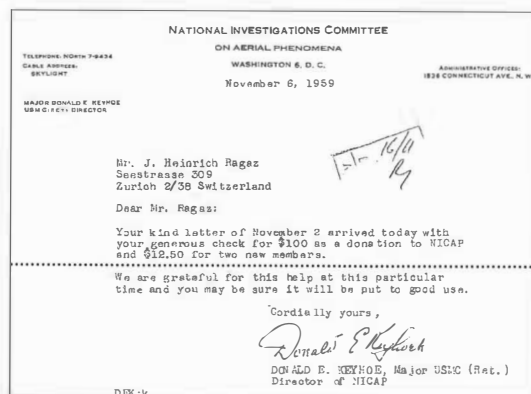 NATIONAL INVESTIGATIONS COMMITTEE
ON AERIAL PHENOMENA
WASHINGTON 6, D. C.
TELEPHONE: NORTH 7-9434
CABLE ADDRESS:
SKYLIGHT
ADMINISTRATIVE OFFICES:
1536 CONNECTICUT AVE. N.W
November 6, 1959
MAJOR DONALD E. KEYHOE
USMC: RET: DIRECTOR
16/11
Mr. J. Heinrich Ragaz
Seestrasse 309
Zurich 2/38 Switzerland
Dear Mr. Ragaz:
Your kind letter of November 2 arrived today with
your generous check for $100 as a donation to NICAP
and $12.50 for two new members.
We are grateful for this help at this particular
time and you may be sure it will be put to good use.
Cordially yours,
Donald E Keyhoe
DONALD E. KEYHOE, Major USMC (Ret.)
Director of NICAP
DEK:k